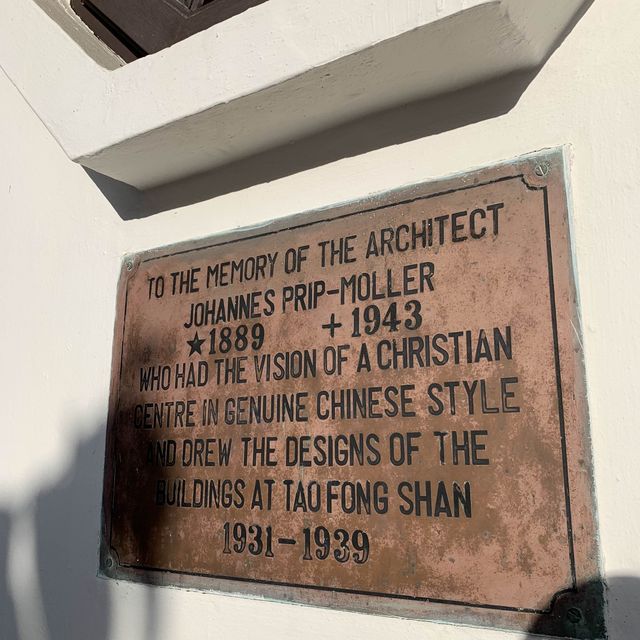 TO THE MEMORY OF THE ARCHITECT
JOHANNES PRIP-MOLLER
★1889 +1943
WHO HAD THE VISION OF A CHRISTIAN
CENTRE IN GENUINE CHINESE STYLE
AND DREW THE DESIGNS OF THE
BUILDINGS AT TAO FONG SHAN
1931-1939